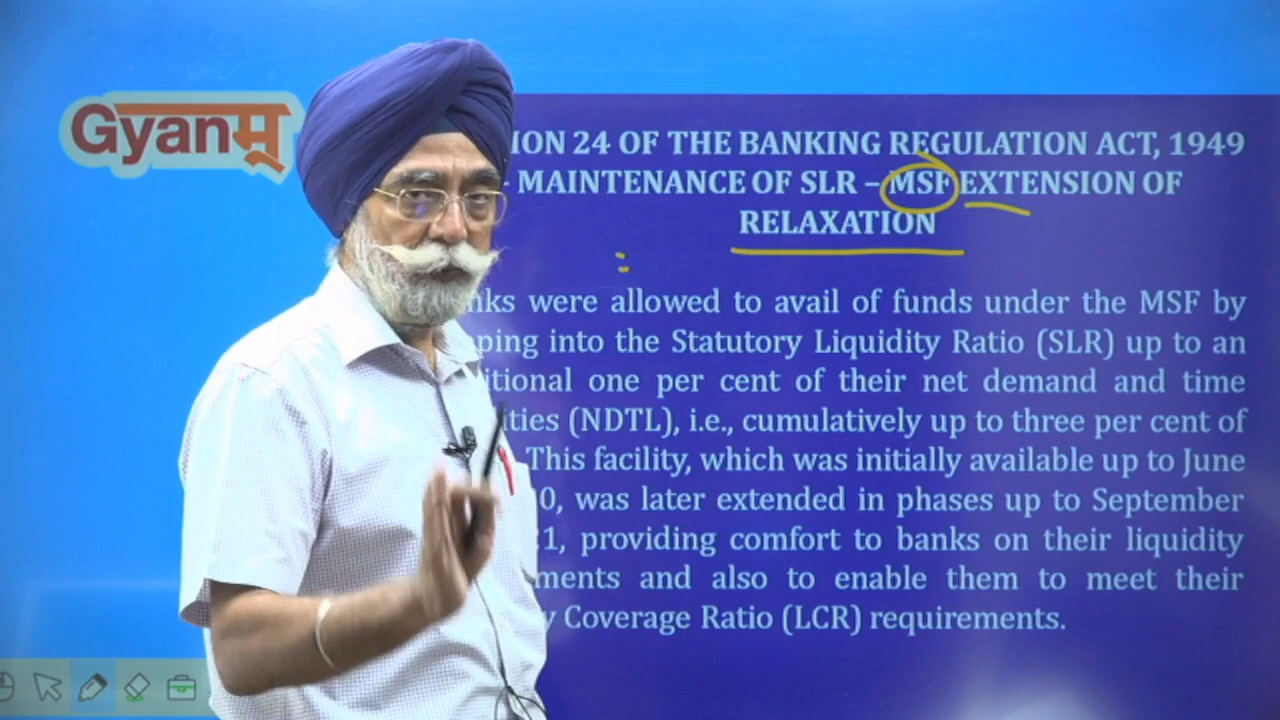 Gyanमू
ION 24 OF THE BANKING REGULATION ACT, 1949
- MAINTENANCE OF SLR – MSF EXTENSION OF
RELAXATION
nks were allowed to avail of funds under the MSF by
ping into the Statutory Liquidity Ratio (SLR) up to an
itional one per cent of their net demand and time
ities (NDTL), i.e., cumulatively up to three per cent of
This facility, which was initially available up to June
0, was later extended in phases up to September
1, providing comfort to banks on their liquidity
ments and also to enable them to meet their
y Coverage Ratio (LCR) requirements.